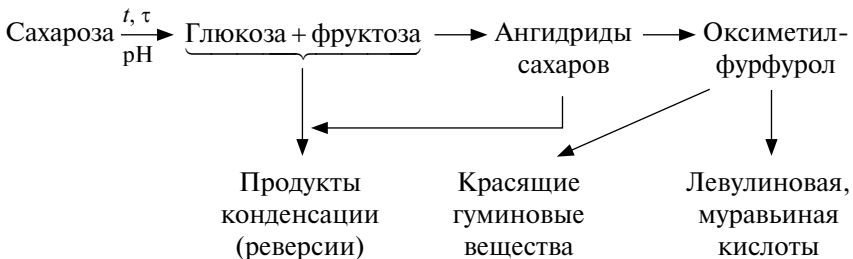 Сахароза t, τ pH Глюкоза + фруктоза Ангидриды сахаров Оксиметил-
фурфурол
Продукты конденсации (реверсии)
Красящие гуминовые вещества
Левулиновая, муравьиная кислоты